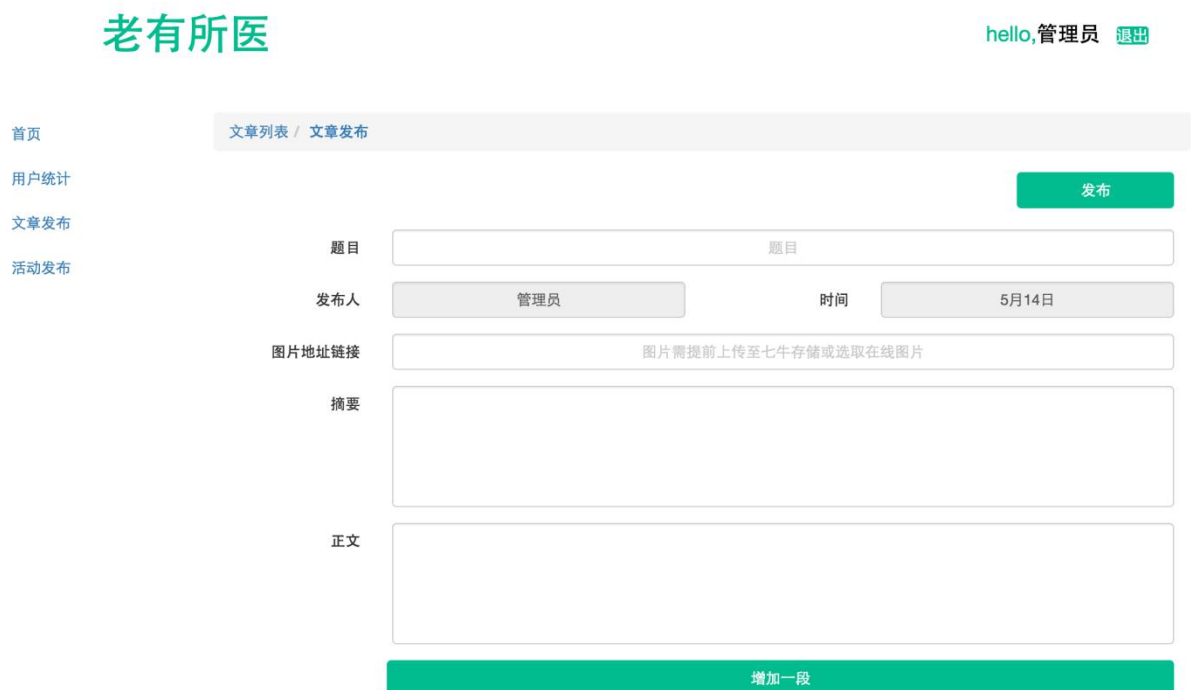 老有所医
hello,管理员 退出
首页
用户统计
文章发布
活动发布
文章列表 / 文章发布
发布
题目 题目
发布人 管理员 时间 5月14日
图片地址链接 图片需提前上传至七牛存储或选取在线图片
摘要
正文
增加一段